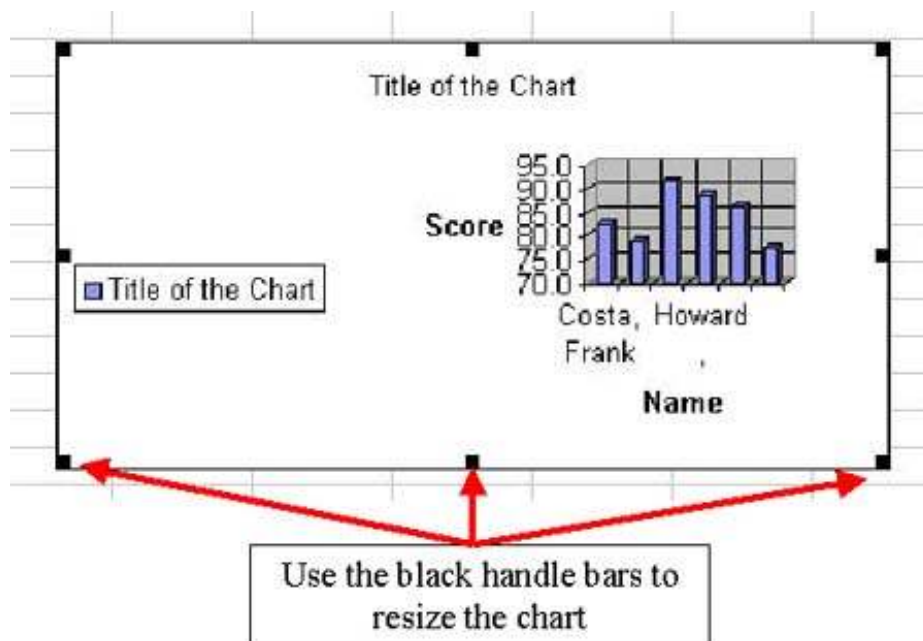 Title of the Chart
95.0
90.0
85.0
80.0
75.0
70.0
Score
Title of the Chart
Costa, Howard
Frank ,
Name
Use the black handle bars to
resize the chart